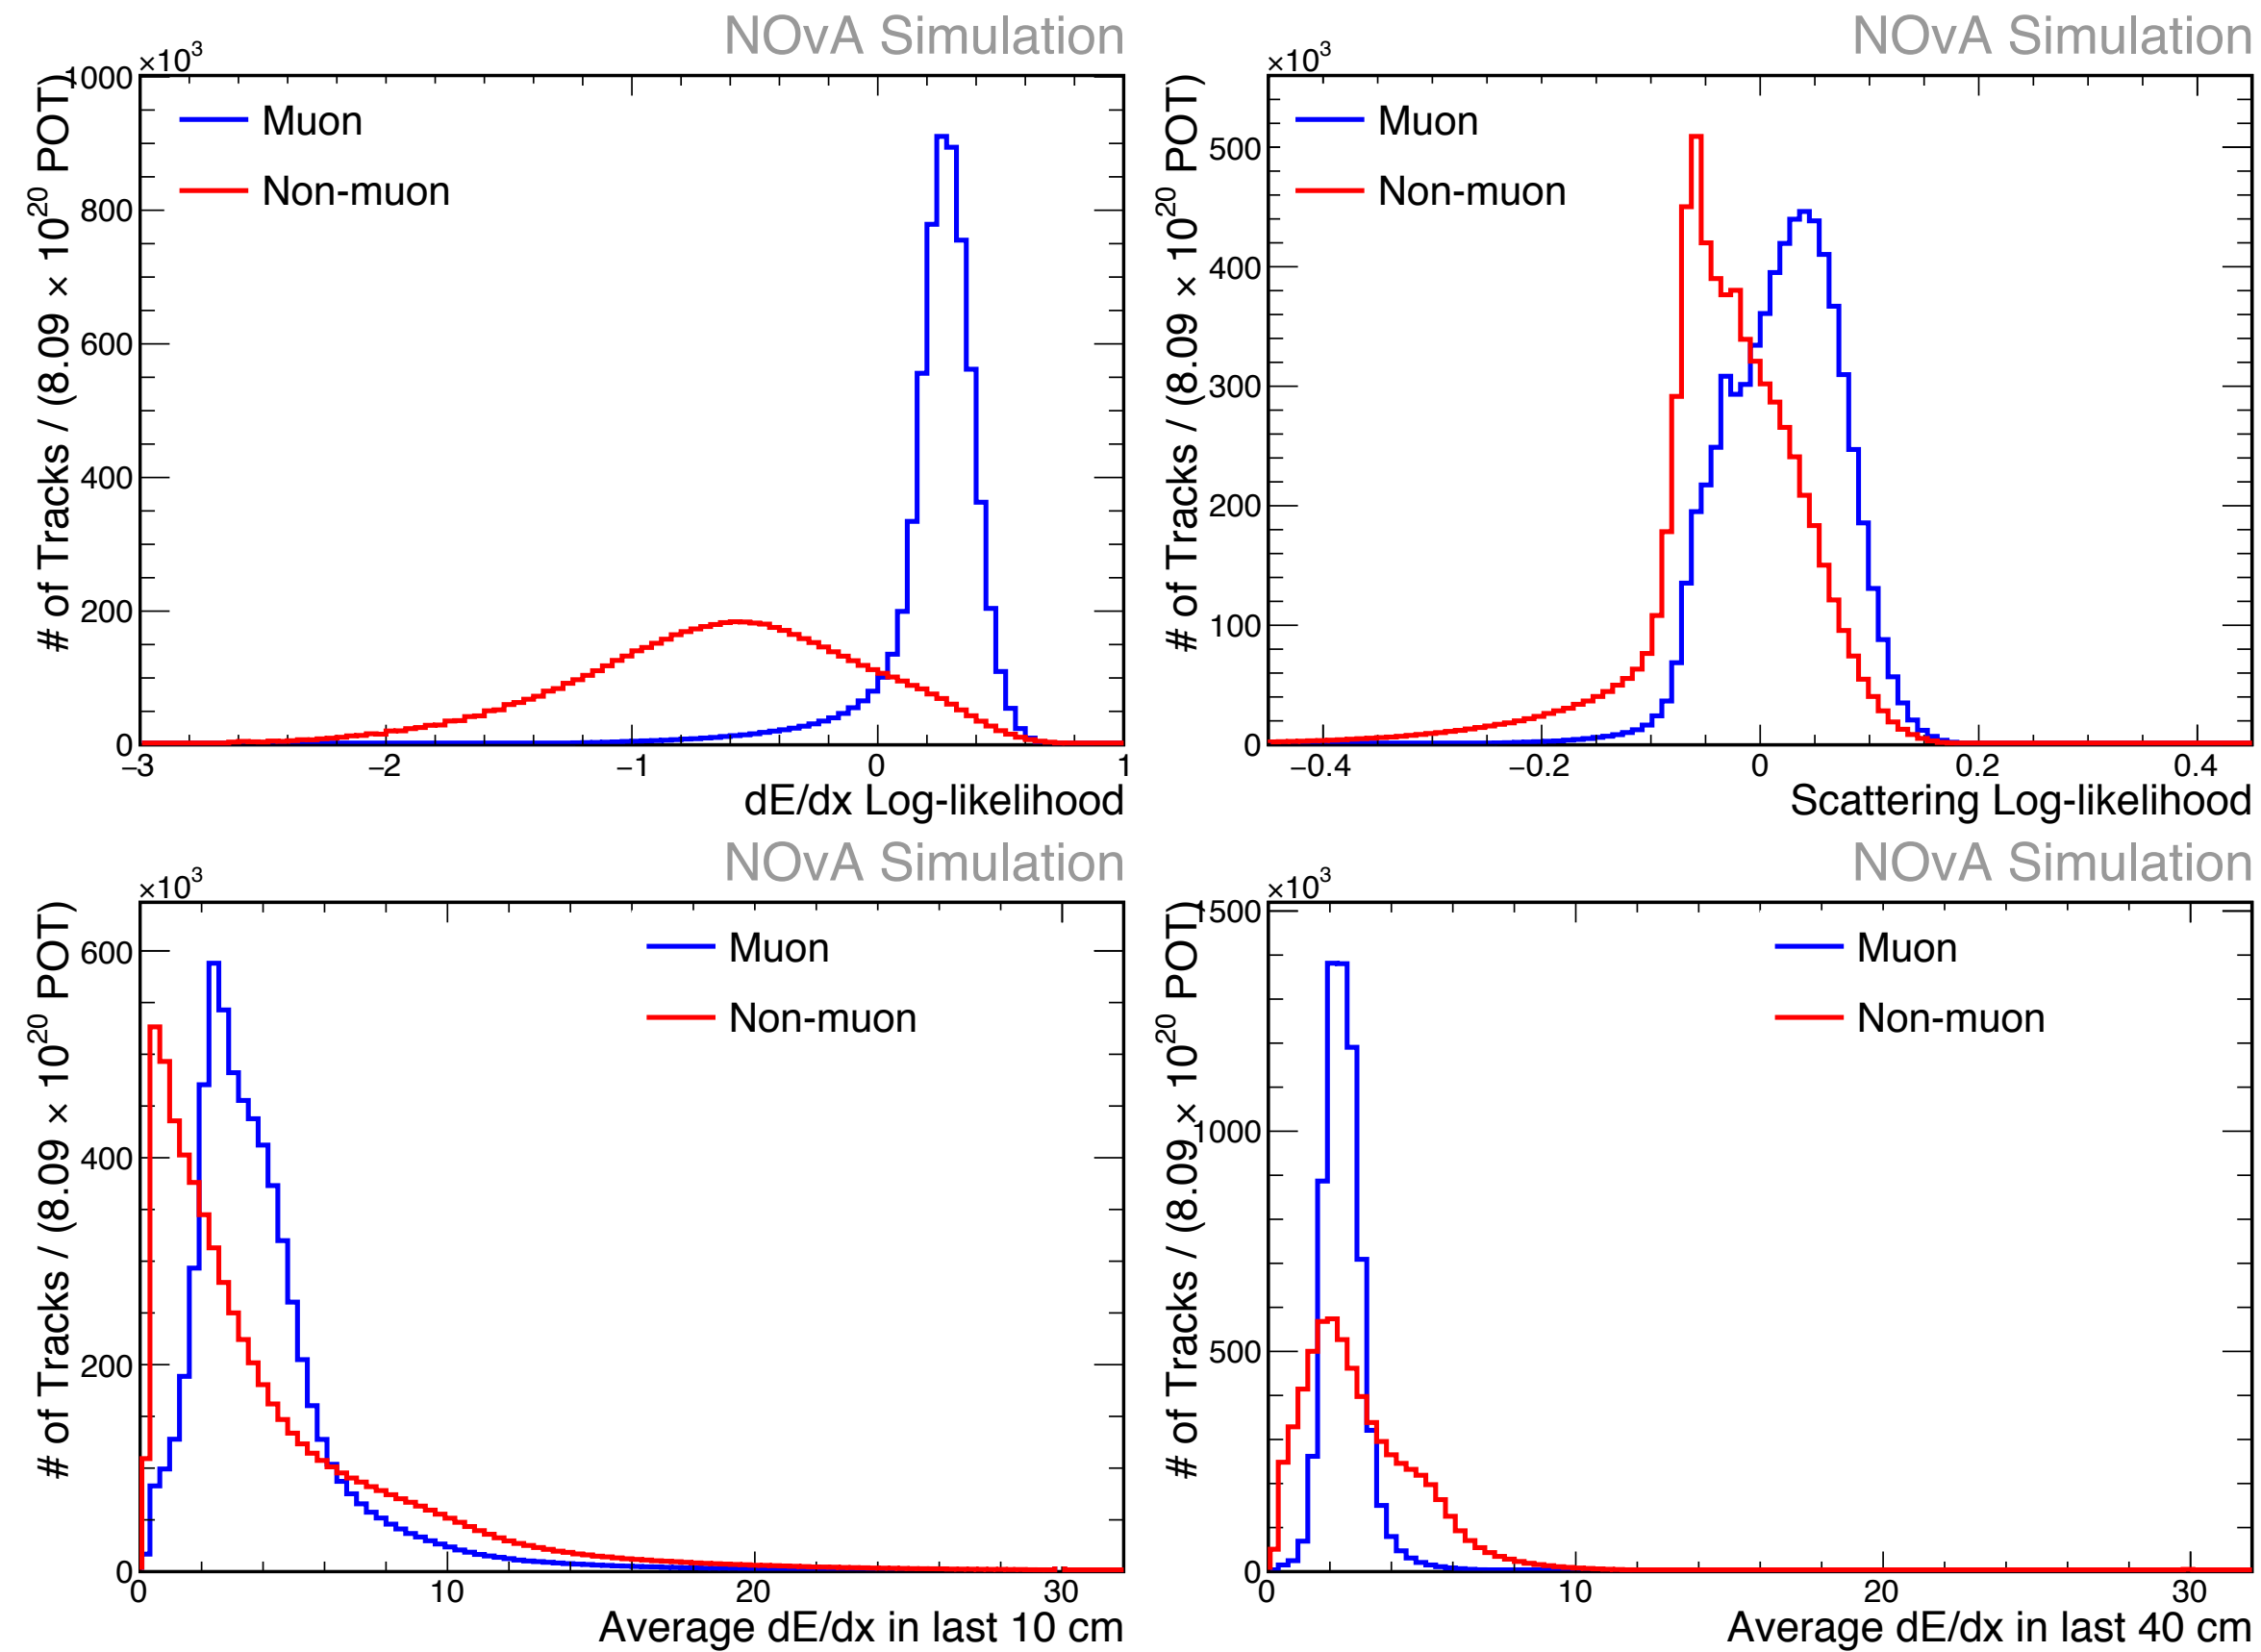 NOvA Simulation
×10³
1000
800
600
400
200
0
# of Tracks / (8.09 × 10²⁰ POT)
Muon
Non-muon
−3 −2 −1 0 1
dE/dx Log-likelihood
NOvA Simulation
×10³
500
400
300
200
100
0
# of Tracks / (8.09 × 10²⁰ POT)
Muon
Non-muon
−0.4 −0.2 0 0.2 0.4
Scattering Log-likelihood
NOvA Simulation
×10³
600
400
200
0
# of Tracks / (8.09 × 10²⁰ POT)
Muon
Non-muon
0 10 20 30
Average dE/dx in last 10 cm
NOvA Simulation
×10³
1500
1000
500
0
# of Tracks / (8.09 × 10²⁰ POT)
Muon
Non-muon
0 10 20 30
Average dE/dx in last 40 cm